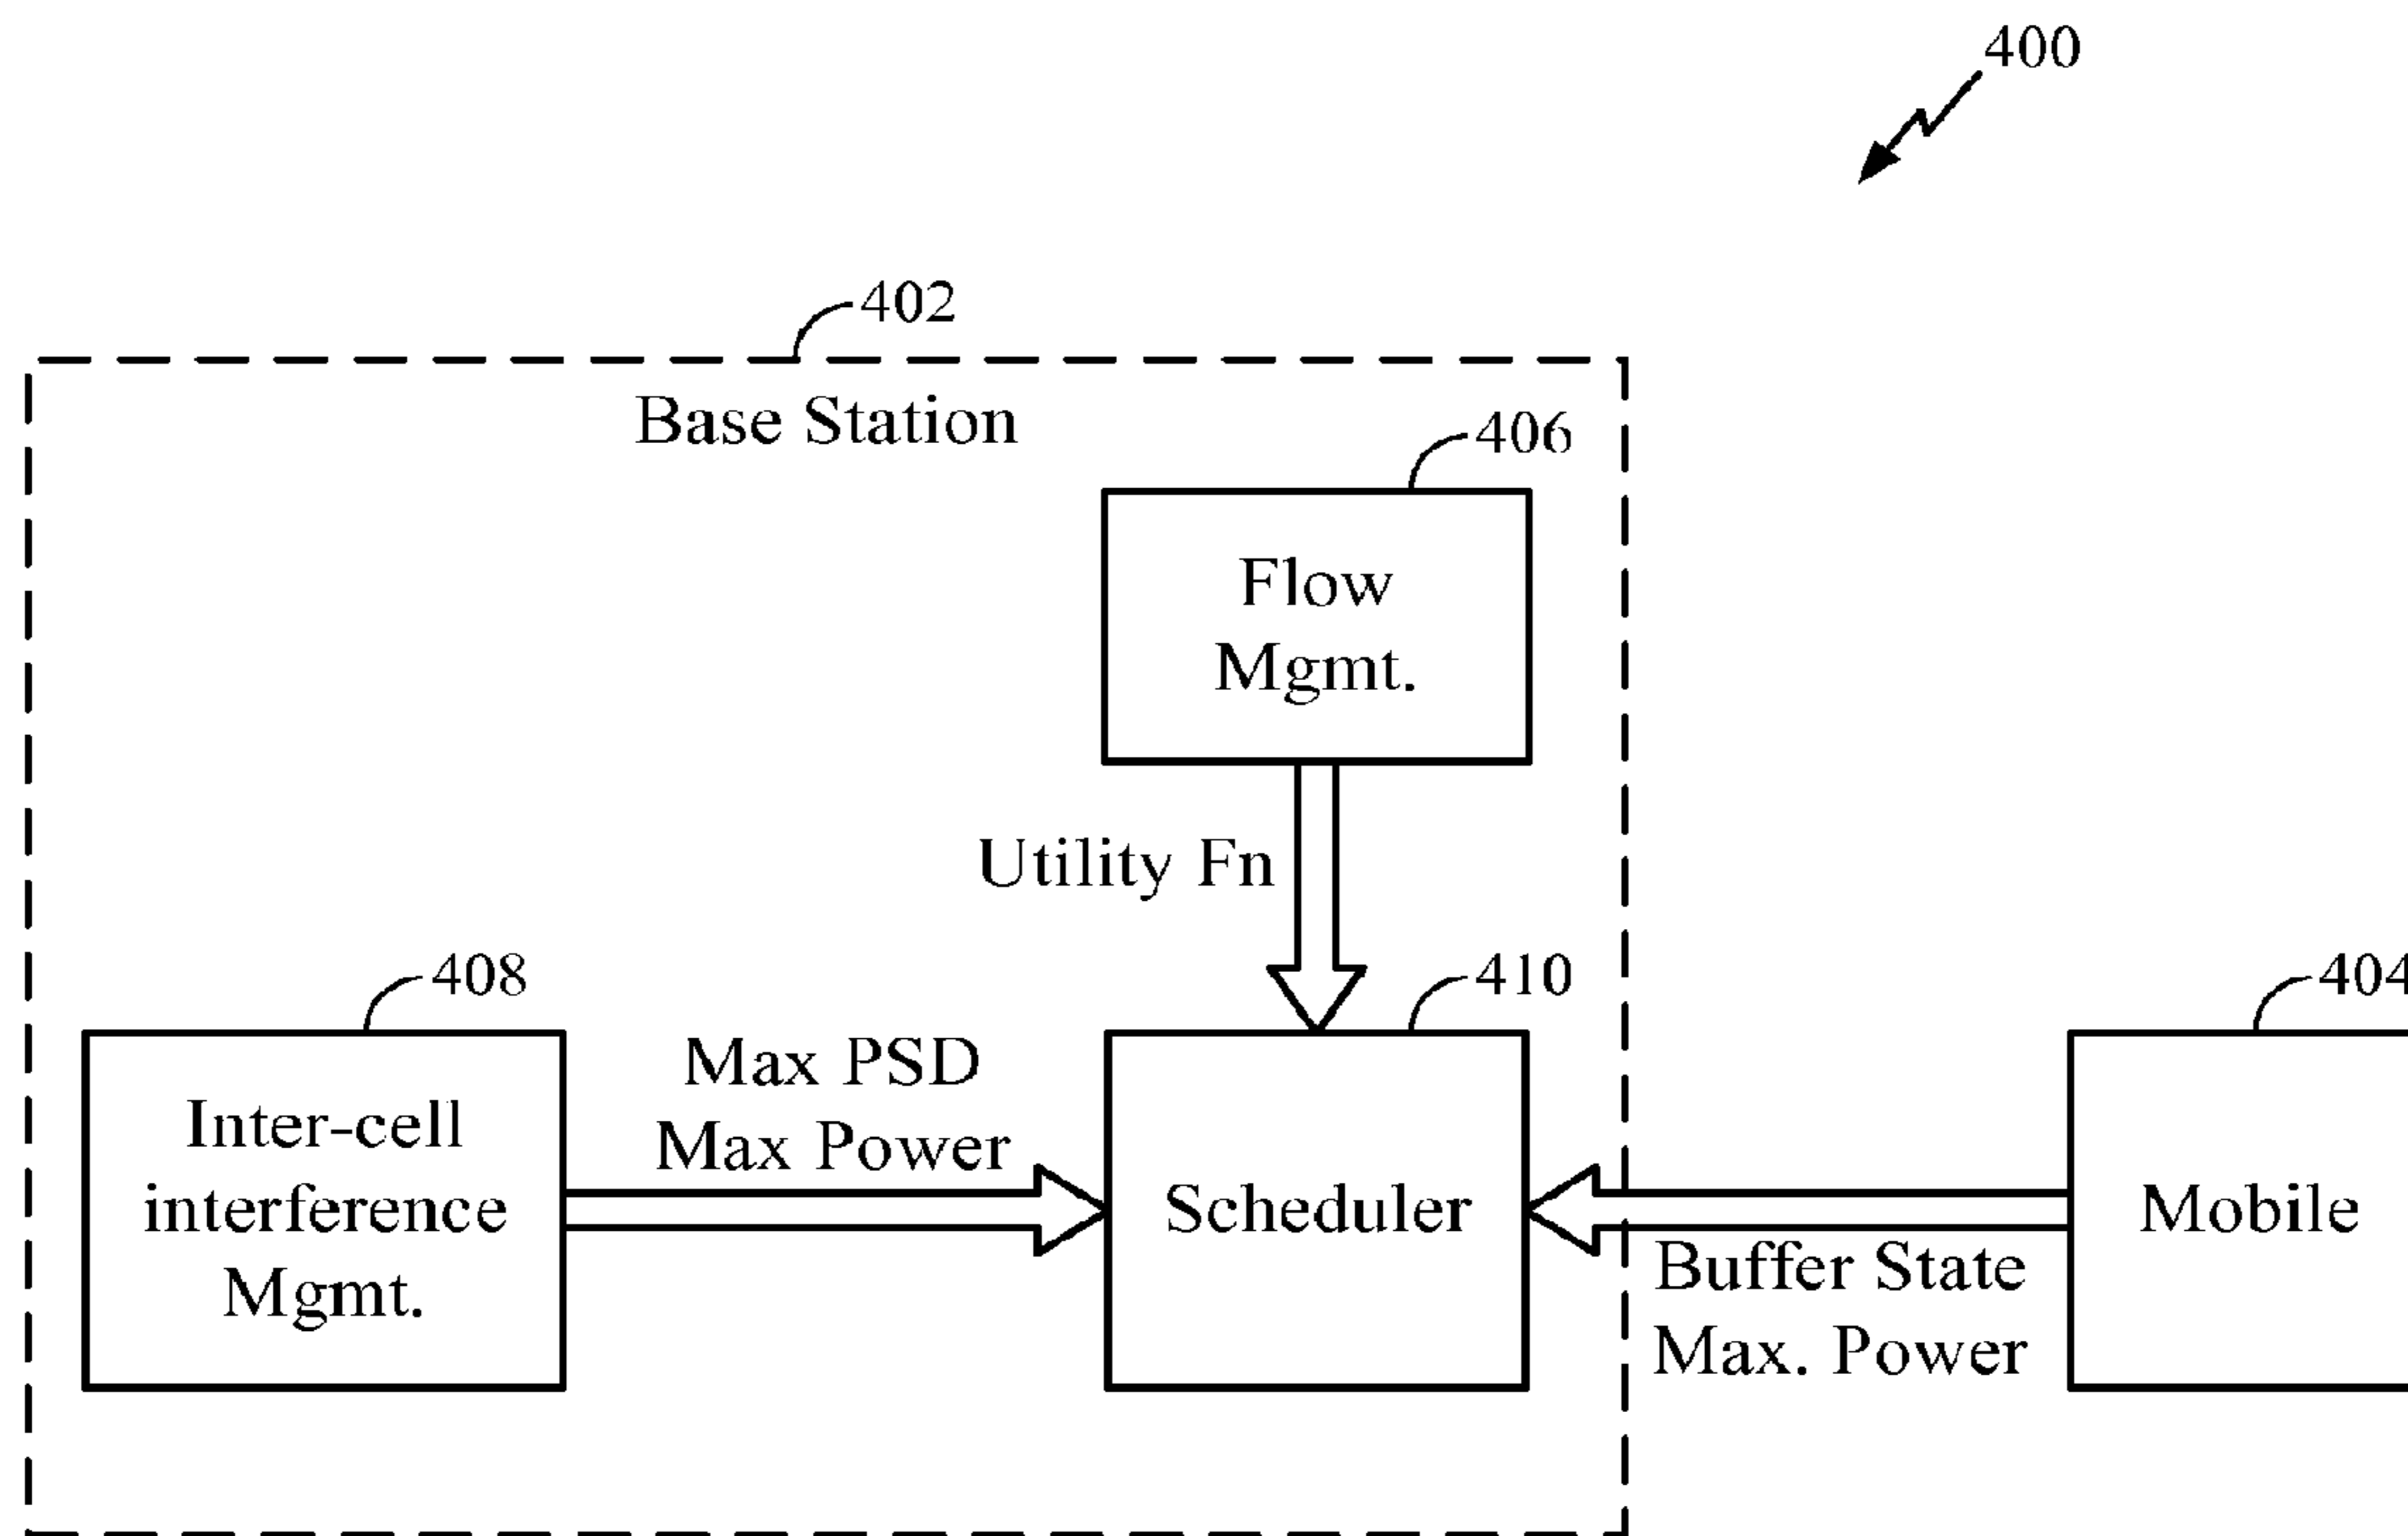 400
402
Base Station
406
Flow
Mgmt.
Utility Fn
408
410
404
Max PSD
Max Power
Inter-cell
interference
Mgmt.
Scheduler
Mobile
Buffer State
Max. Power